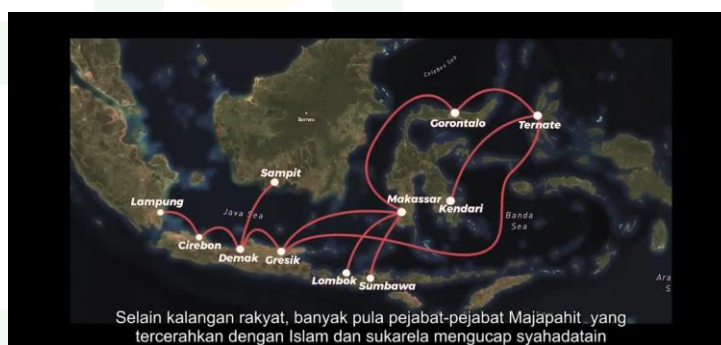 Celebes Sea
Borneo
Gorontalo
Ternate
Sampit
Lampung
Java Sea
Makassar
Kendari
Banda
Sea
Cirebon
Demak
Gresik
Lombok
Sumbawa
Selain kalangan rakyat, banyak pula pejabat-pejabat Majapahit yang
tercerahkan dengan Islam dan sukarela mengucap syahadatain